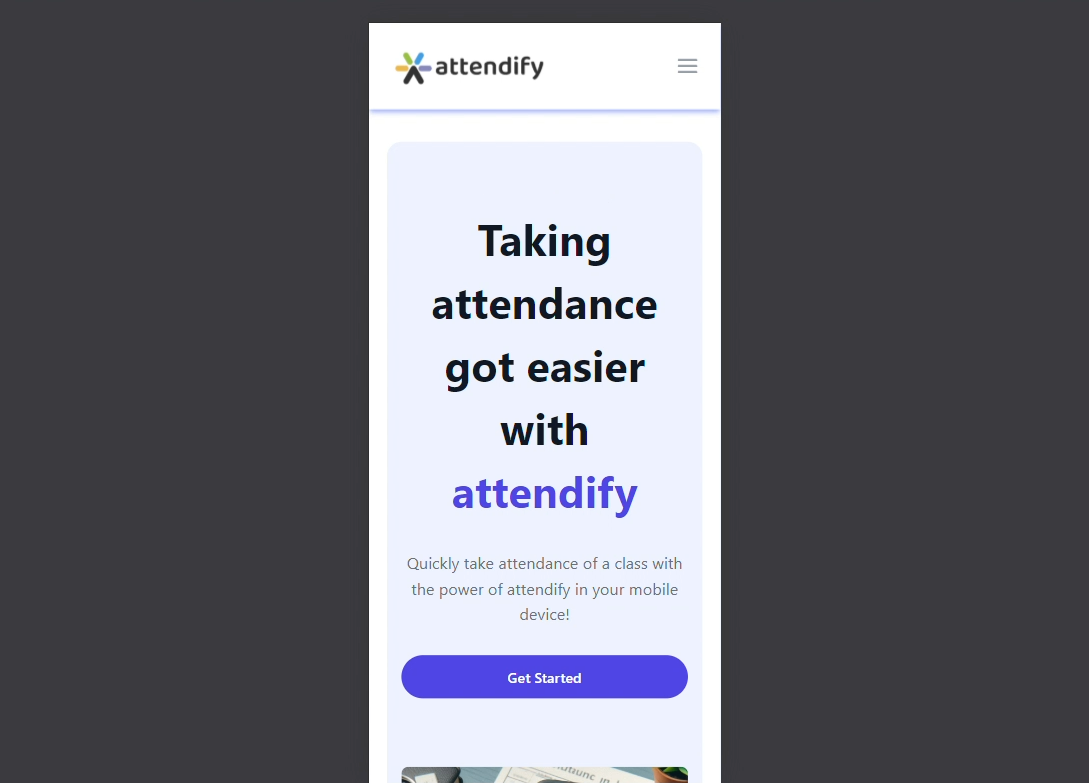 attendify
Taking
attendance
got easier
with
attendify
Quickly take attendance of a class with
the power of attendify in your mobile
device!
Get Started